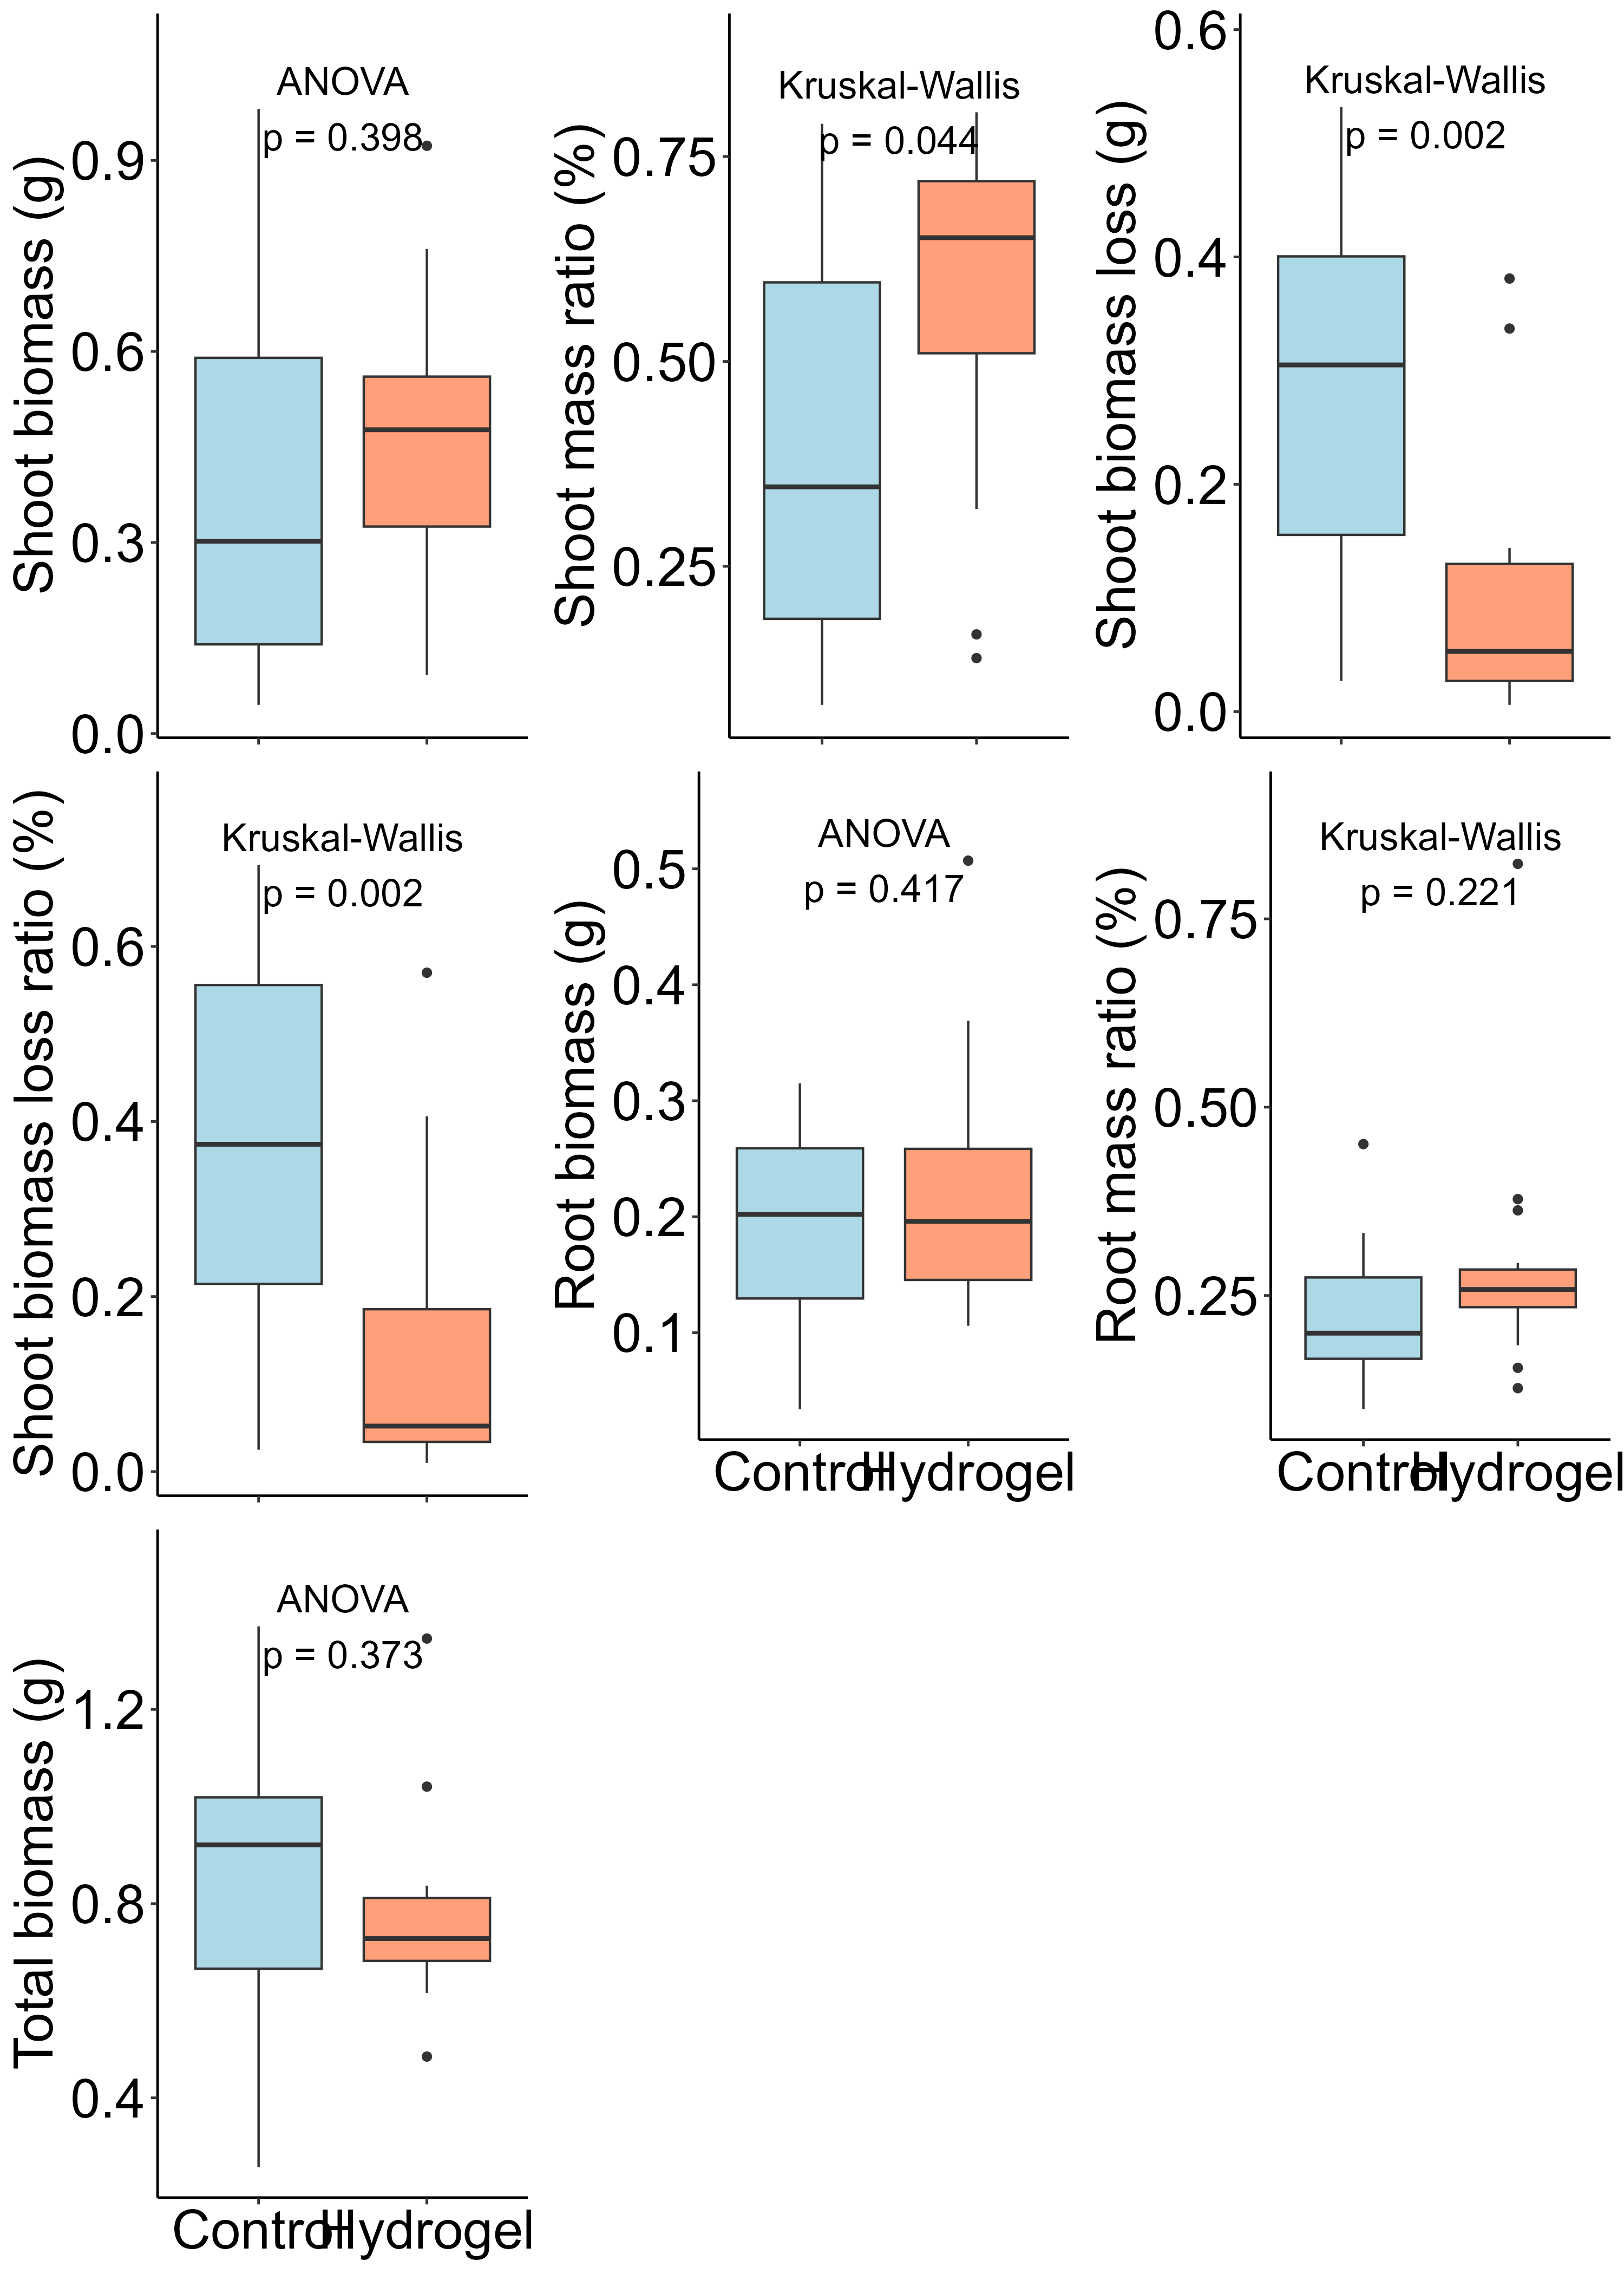 ANOVA
p = 0.398
Shoot biomass (g)
0.9
0.6
0.3
0.0
Kruskal-Wallis
p = 0.044
Shoot mass ratio (%)
0.75
0.50
0.25
Kruskal-Wallis
p = 0.002
Shoot biomass loss (g)
0.6
0.4
0.2
0.0
Kruskal-Wallis
p = 0.002
Shoot biomass loss ratio (%)
0.6
0.4
0.2
0.0
ANOVA
p = 0.417
Root biomass (g)
0.5
0.4
0.3
0.2
0.1
Control Hydrogel
Kruskal-Wallis
p = 0.221
Root mass ratio (%)
0.75
0.50
0.25
Control Hydrogel
ANOVA
p = 0.373
Total biomass (g)
1.2
0.8
0.4
Control Hydrogel